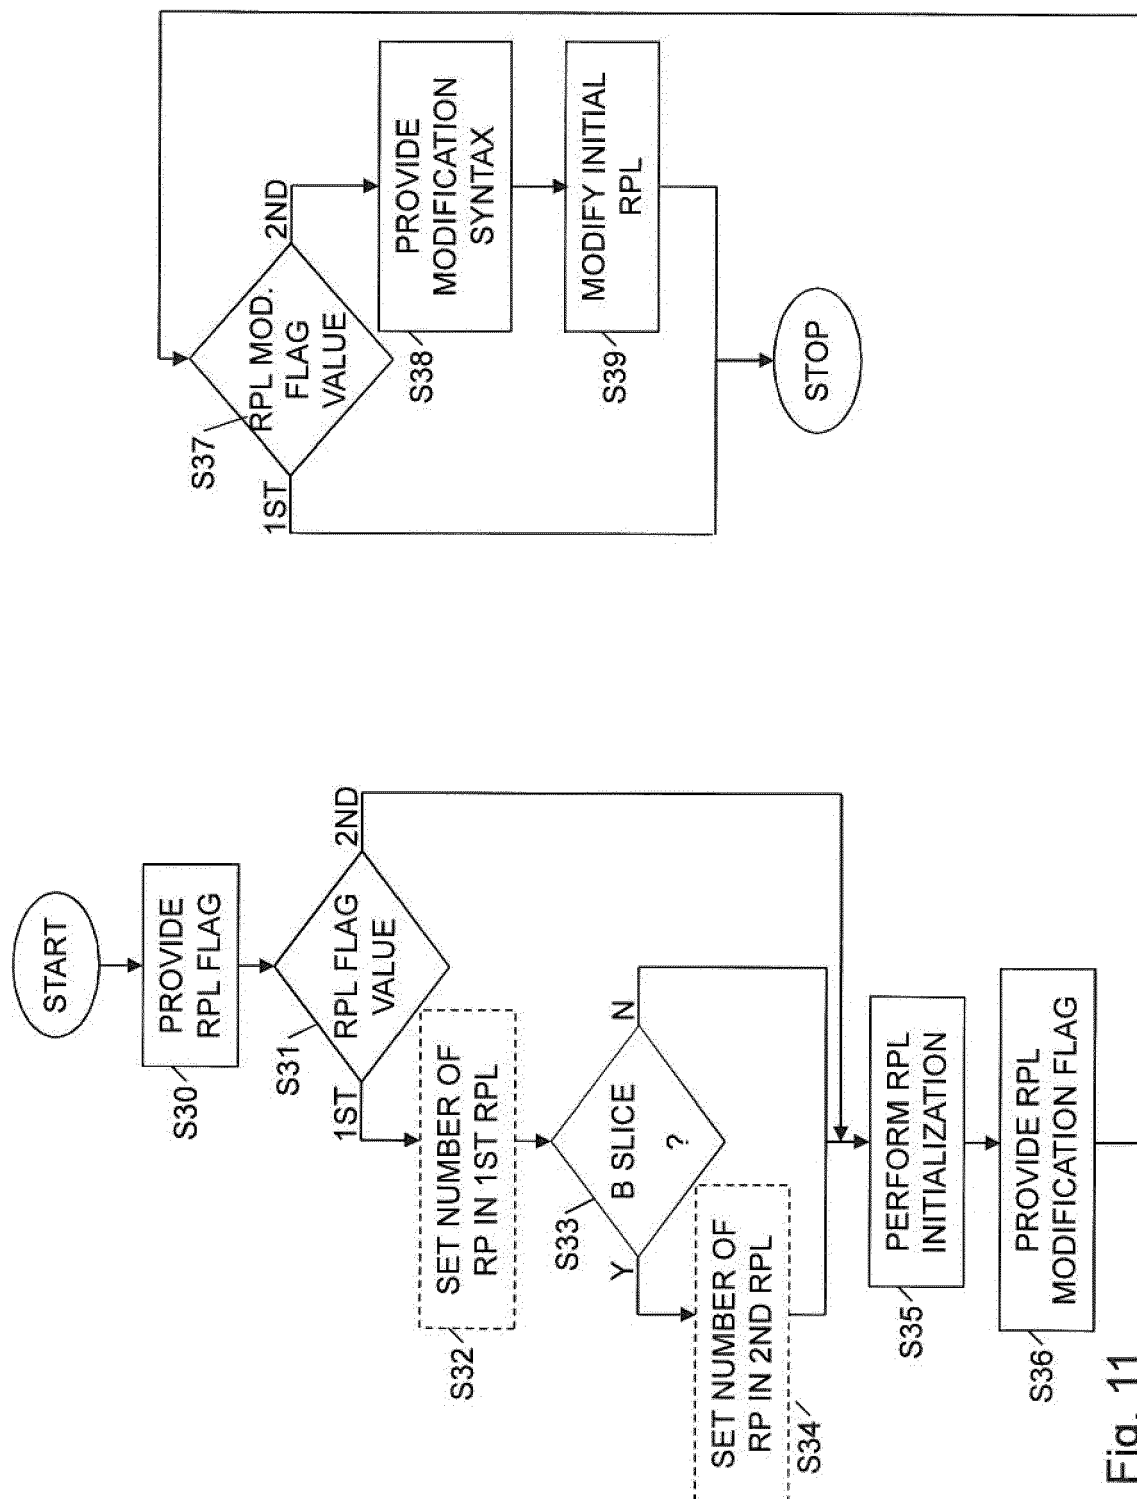 START
PROVIDE
RPL FLAG
S30
RPL FLAG
VALUE
S31
1ST
2ND
SET NUMBER OF
RP IN 1ST RPL
S32
B SLICE
?
S33
Y
N
SET NUMBER OF
RP IN 2ND RPL
S34
PERFORM RPL
INITIALIZATION
S35
PROVIDE RPL
MODIFICATION FLAG
S36
RPL MOD.
FLAG
VALUE
S37
1ST
2ND
PROVIDE
MODIFICATION
SYNTAX
S38
MODIFY INITIAL
RPL
S39
STOP
Fig. 11